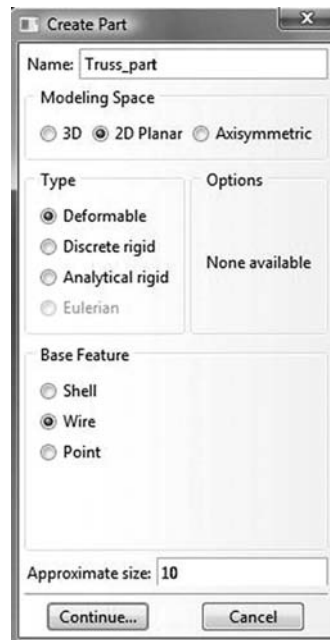 Create Part
Name: Truss_part
Modeling Space
3D 2D Planar Axisymmetric
Type
Deformable
Discrete rigid
Analytical rigid
Eulerian
Options
None available
Base Feature
Shell
Wire
Point
Approximate size: 10
Continue... Cancel